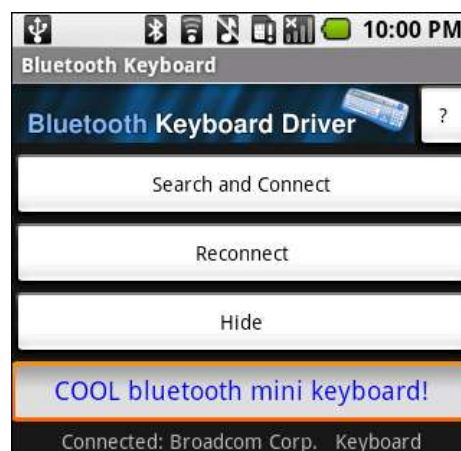 10:00 PM
Bluetooth Keyboard
Bluetooth Keyboard Driver
?
Search and Connect
Reconnect
Hide
COOL bluetooth mini keyboard!
Connected: Broadcom Corp. Keyboard